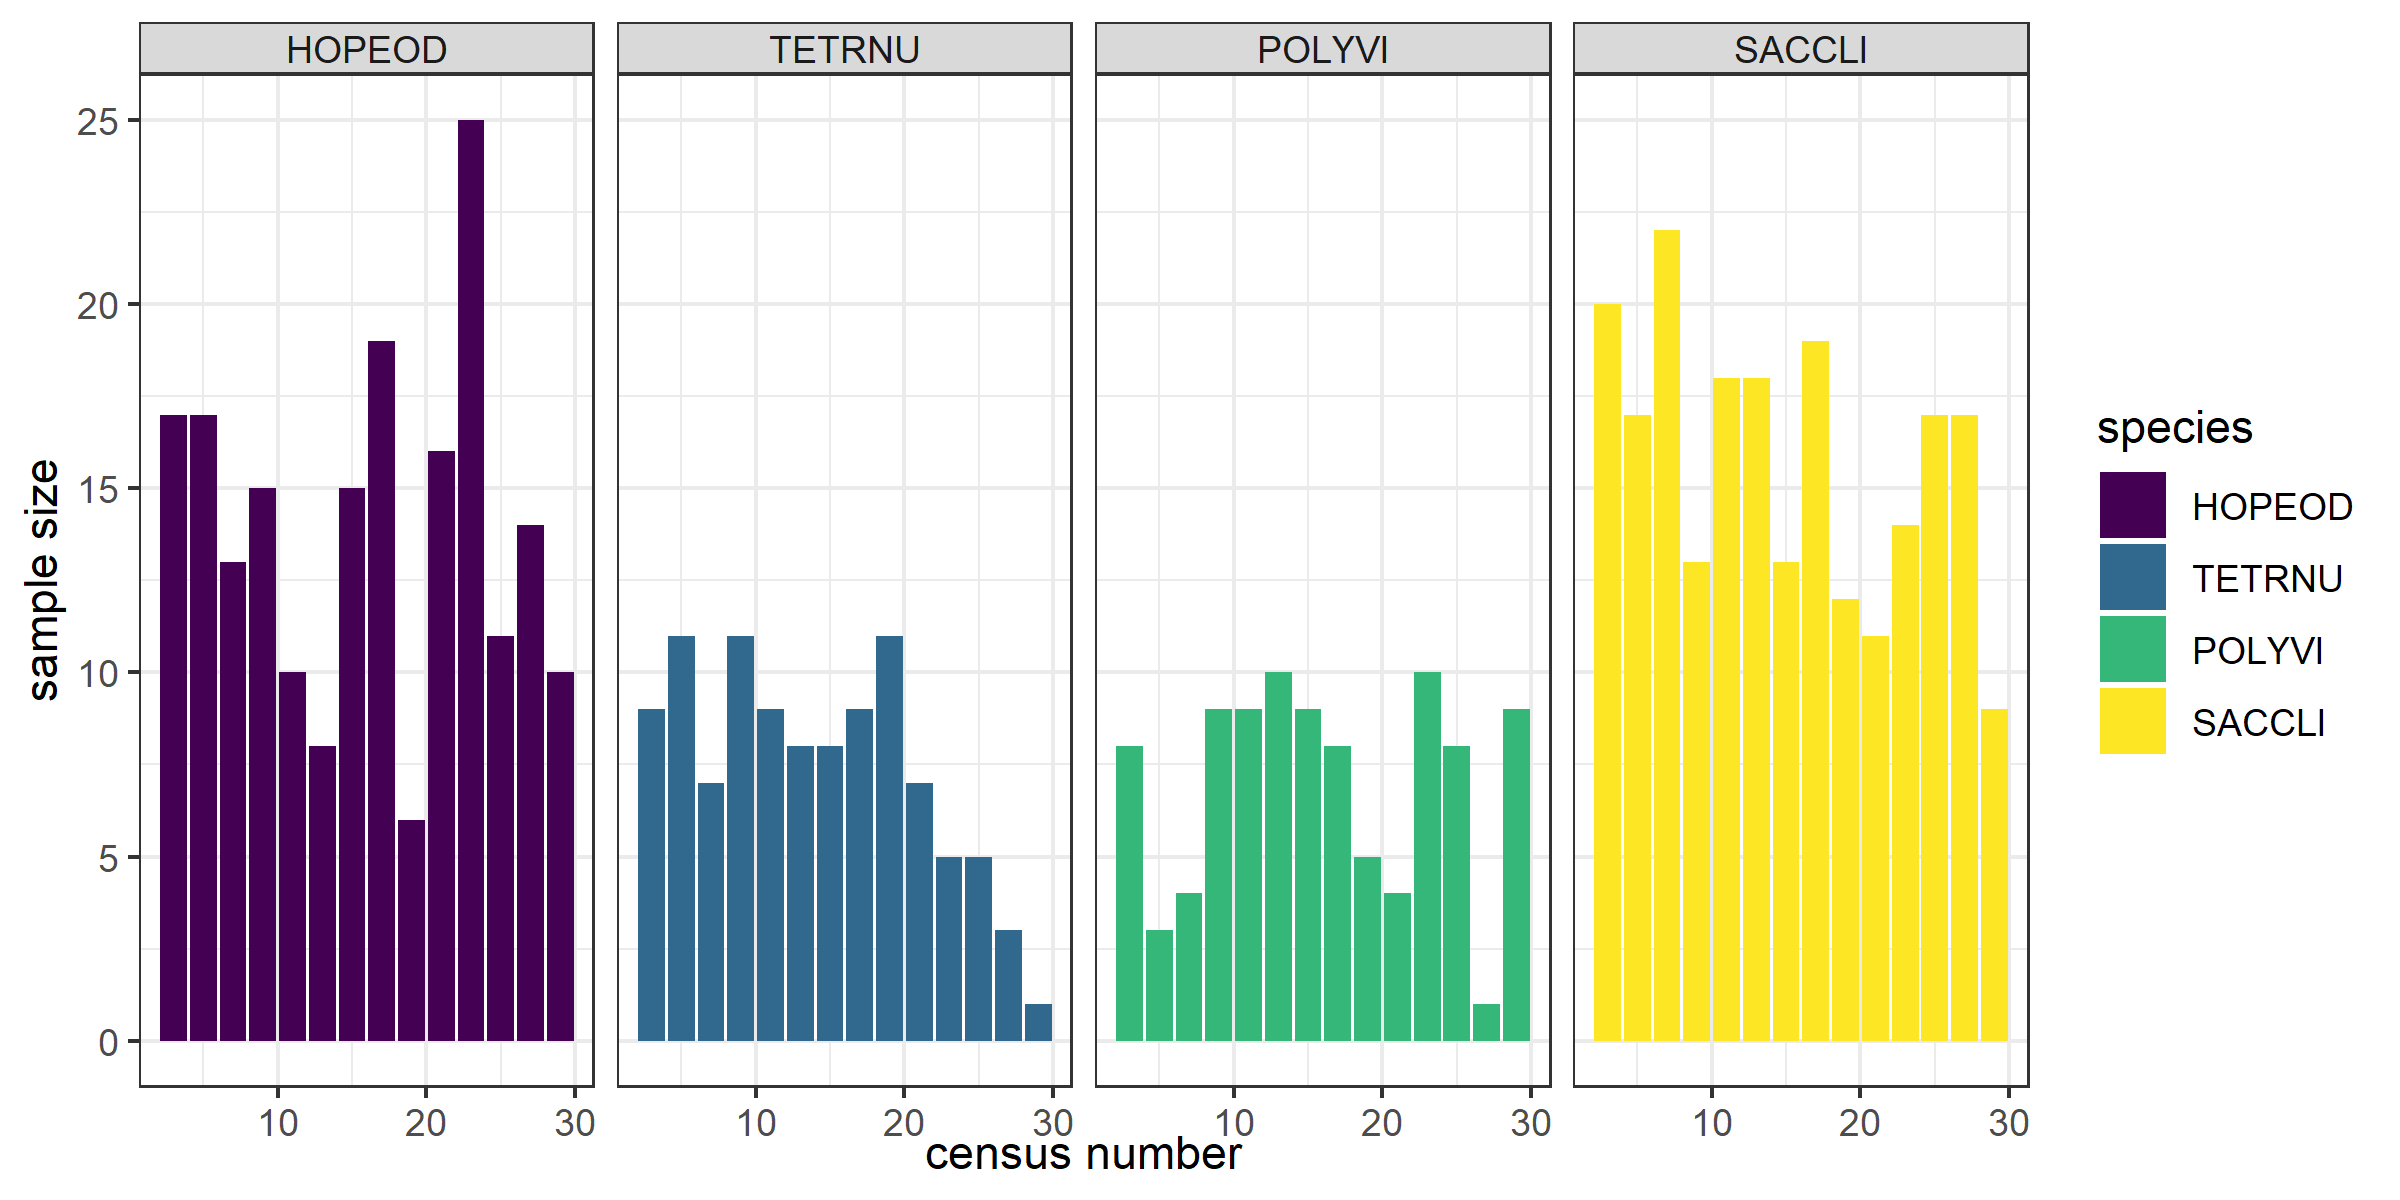 HOPEOD TETRNU POLYVI SACCLI
25
20
15
10
5
0
sample size
10 20 30 10 20 30 10 20 30 10 20 30
census number
species
HOPEOD
TETRNU
POLYVI
SACCLI